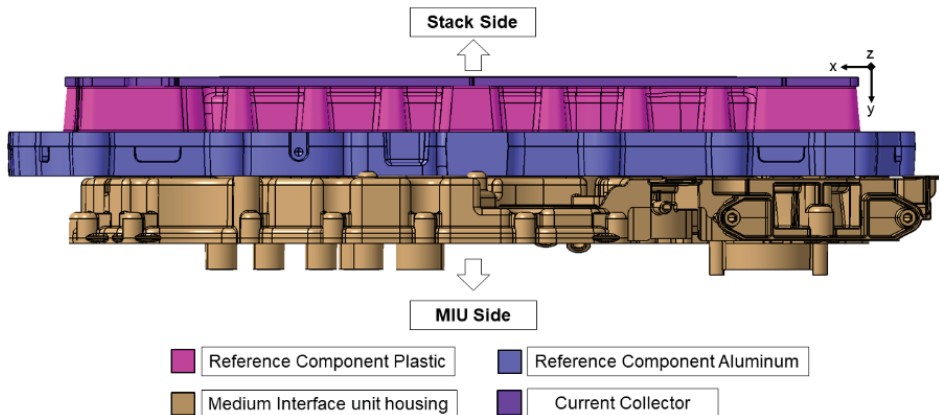 Stack Side
z
x
y
MIU Side
Reference Component Plastic
Reference Component Aluminum
Medium Interface unit housing
Current Collector